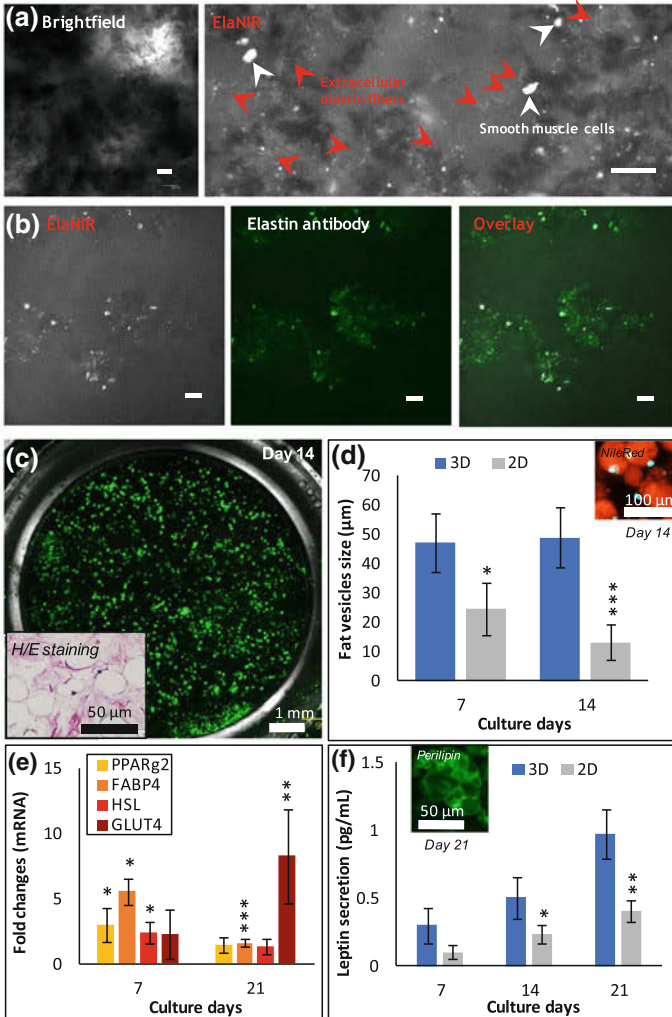 (a) Brightfield
ElaNIR
Extracellular
elastin fibers
Smooth muscle cells
(b) ElaNIR
Elastin antibody
Overlay
(c)
Day 14
H/E staining
50 µm
1 mm
(d)
3D 2D
NileRed
100 µm
Day 14
Fat vesicles size (µm)
70
60
50
40
30
20
10
0
*
***
7 14
Culture days
(e)
PPARg2
FABP4
HSL
GLUT4
Fold changes (mRNA)
15
10
5
0
* * *
*** **
7 21
Culture days
(f)
Perilipin
50 µm
Day 21
3D 2D
Leptin secretion (pg/mL)
1.5
1
0.5
0
*
**
7 14 21
Culture days